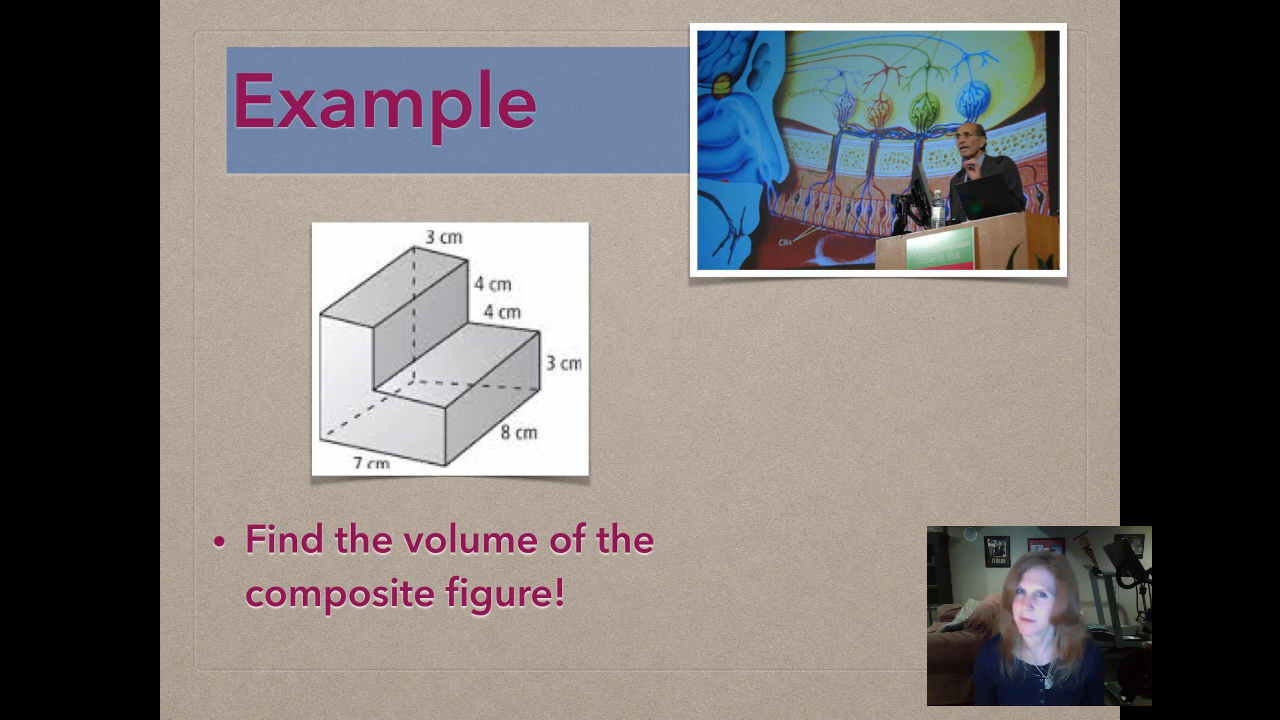 Example
3 cm
4 cm
4 cm
3 cm
8 cm
7 cm
Cilia
• Find the volume of the
composite figure!